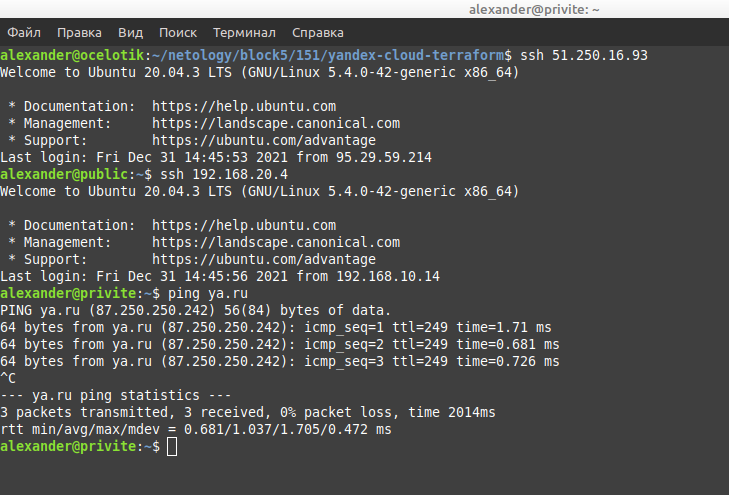 alexander@privite: ~
Файл Правка Вид Поиск Терминал Справка
alexander@ocelotik:~/netology/block5/151/yandex-cloud-terraform$ ssh 51.250.16.93
Welcome to Ubuntu 20.04.3 LTS (GNU/Linux 5.4.0-42-generic x86_64)
* Documentation: https://help.ubuntu.com
* Management: https://landscape.canonical.com
* Support: https://ubuntu.com/advantage
Last login: Fri Dec 31 14:45:53 2021 from 95.29.59.214
alexander@public:~$ ssh 192.168.20.4
Welcome to Ubuntu 20.04.3 LTS (GNU/Linux 5.4.0-42-generic x86_64)
* Documentation: https://help.ubuntu.com
* Management: https://landscape.canonical.com
* Support: https://ubuntu.com/advantage
Last login: Fri Dec 31 14:45:56 2021 from 192.168.10.14
alexander@privite:~$ ping ya.ru
PING ya.ru (87.250.250.242) 56(84) bytes of data.
64 bytes from ya.ru (87.250.250.242): icmp_seq=1 ttl=249 time=1.71 ms
64 bytes from ya.ru (87.250.250.242): icmp_seq=2 ttl=249 time=0.681 ms
64 bytes from ya.ru (87.250.250.242): icmp_seq=3 ttl=249 time=0.726 ms
^C
--- ya.ru ping statistics ---
3 packets transmitted, 3 received, 0% packet loss, time 2014ms
rtt min/avg/max/mdev = 0.681/1.037/1.705/0.472 ms
alexander@privite:~$